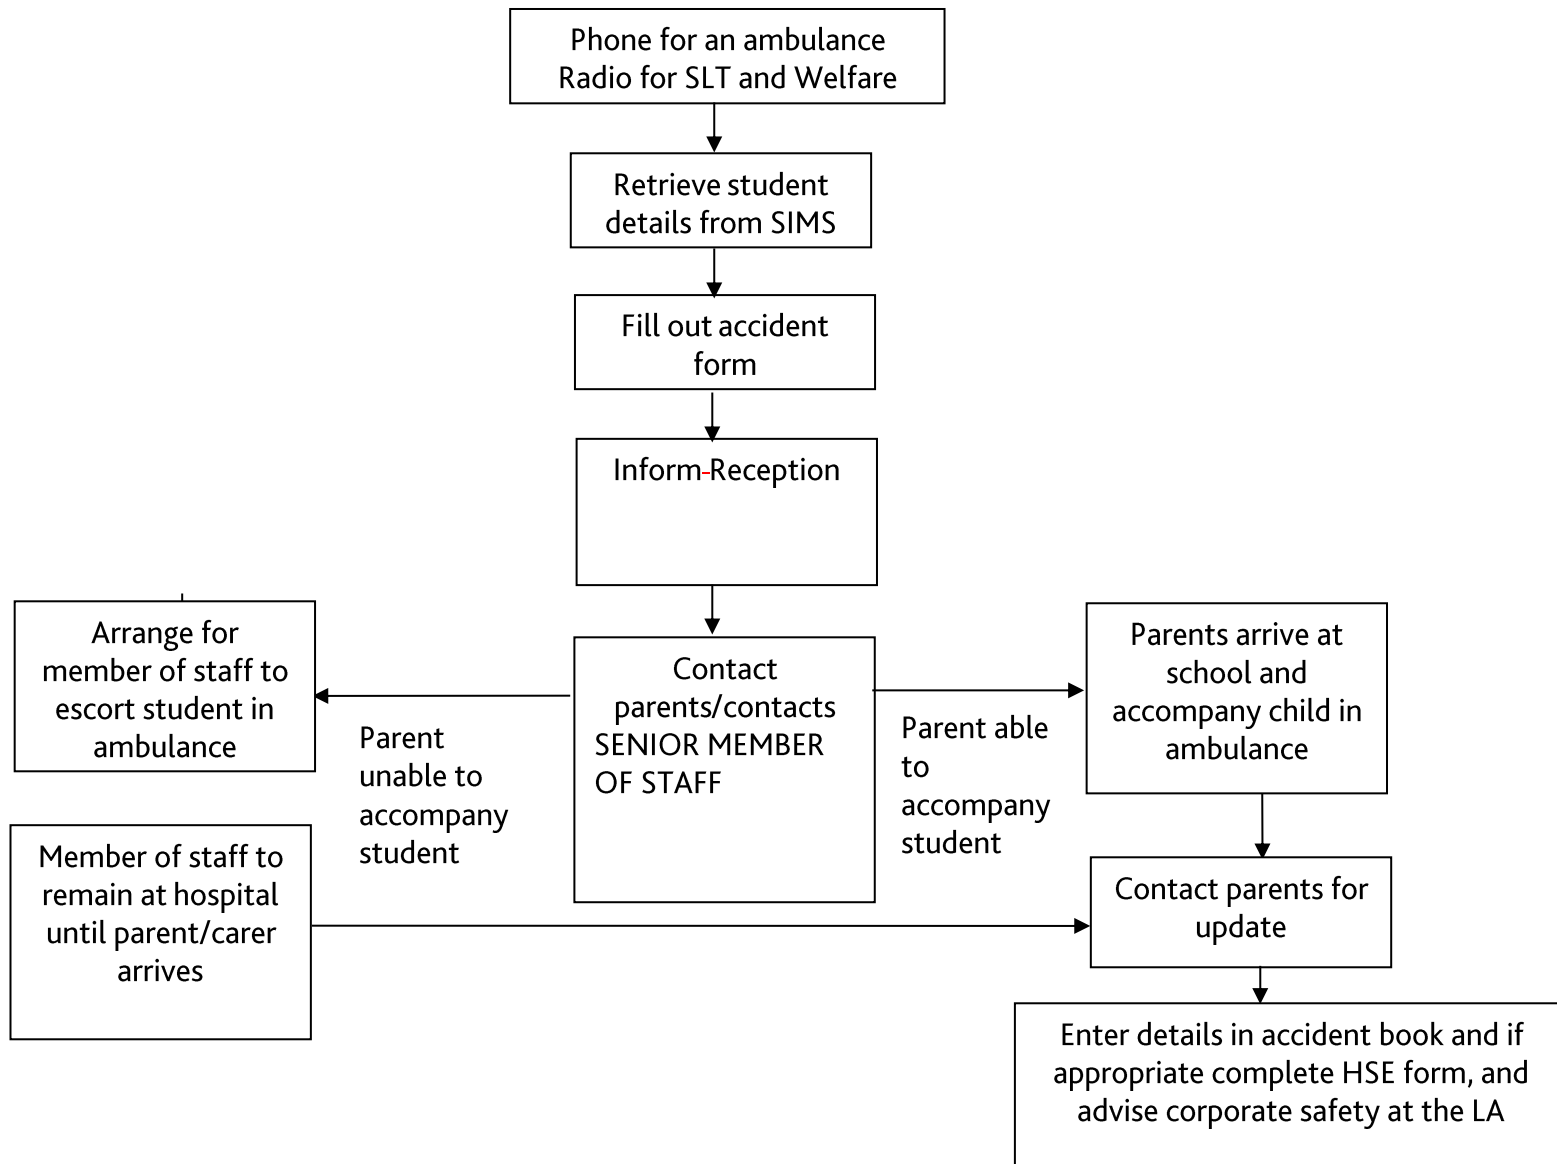 Phone for an ambulance
Radio for SLT and Welfare
Retrieve student
details from SIMS
Fill out accident
form
Inform-Reception
Arrange for
member of staff to
escort student in
ambulance
Parent
unable to
accompany
student
Contact
parents/contacts
SENIOR MEMBER
OF STAFF
Parent able
to
accompany
student
Parents arrive at
school and
accompany child in
ambulance
Member of staff to
remain at hospital
until parent/carer
arrives
Contact parents for
update
Enter details in accident book and if
appropriate complete HSE form, and
advise corporate safety at the LA